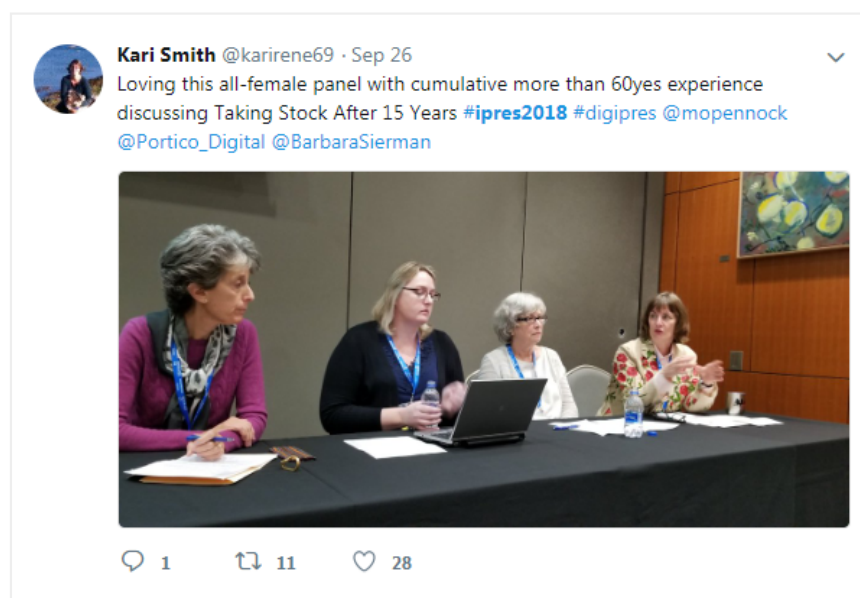 Kari Smith @karirene69 · Sep 26
Loving this all-female panel with cumulative more than 60yes experience
discussing Taking Stock After 15 Years #ipres2018 #digipres @mopennock
@Portico_Digital @BarbaraSierman
1 11 28